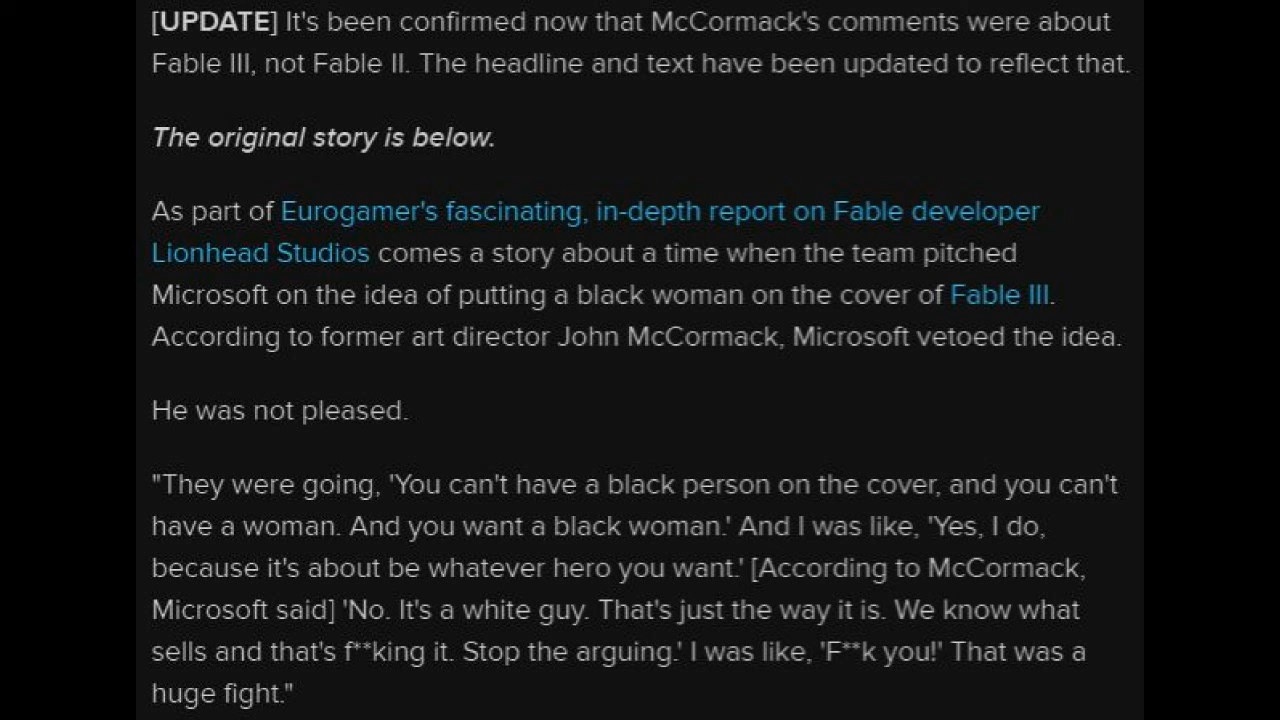 [UPDATE] It's been confirmed now that McCormack's comments were about
Fable III, not Fable II. The headline and text have been updated to reflect that.
The original story is below.
As part of Eurogamer's fascinating, in-depth report on Fable developer
Lionhead Studios comes a story about a time when the team pitched
Microsoft on the idea of putting a black woman on the cover of Fable III.
According to former art director John McCormack, Microsoft vetoed the idea.
He was not pleased.
"They were going, 'You can't have a black person on the cover, and you can't
have a woman. And you want a black woman.' And I was like, 'Yes, I do,
because it's about be whatever hero you want.' [According to McCormack,
Microsoft said] 'No. It's a white guy. That's just the way it is. We know what
sells and that's f**king it. Stop the arguing.' I was like, 'F**k you!' That was a
huge fight."